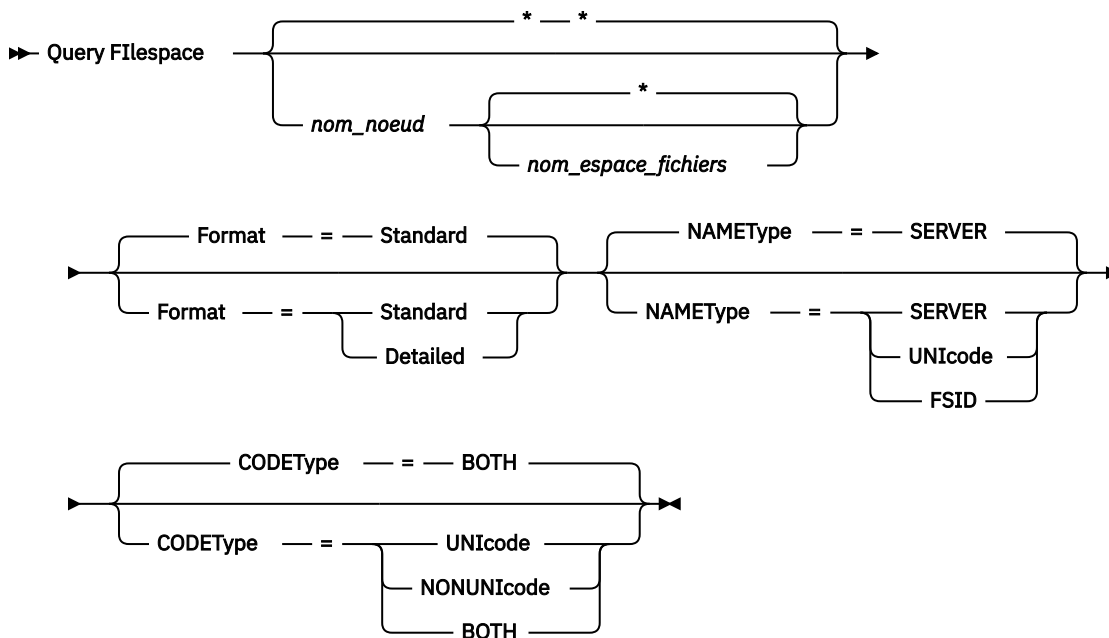 * *
Query FIlespace
*
nom_noeud
nom_espace_fichiers
Format = Standard NAMEType = SERVER
Format = Standard NAMEType = SERVER
Detailed UNIcode
FSID
CODEType = BOTH
CODEType = UNIcode
NONUNIcode
BOTH